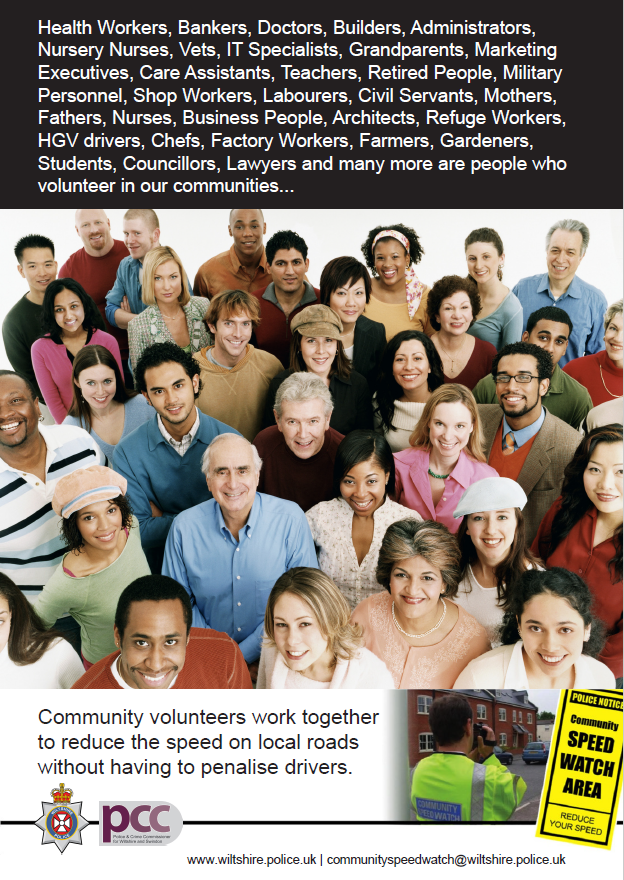 Health Workers, Bankers, Doctors, Builders, Administrators,
Nursery Nurses, Vets, IT Specialists, Grandparents, Marketing
Executives, Care Assistants, Teachers, Retired People, Military
Personnel, Shop Workers, Labourers, Civil Servants, Mothers,
Fathers, Nurses, Business People, Architects, Refuge Workers,
HGV drivers, Chefs, Factory Workers, Farmers, Gardeners,
Students, Councillors, Lawyers and many more are people who
volunteer in our communities...
Community volunteers work together
to reduce the speed on local roads
without having to penalise drivers.
COMMUNITY
SPEEDWATCH
POLICE NOTICE
Community
SPEED
WATCH
AREA
REDUCE
YOUR SPEED
pcc
Police & Crime Commissioner
for Wiltshire and Swindon
www.wiltshire.police.uk | communityspeedwatch@wiltshire.police.uk